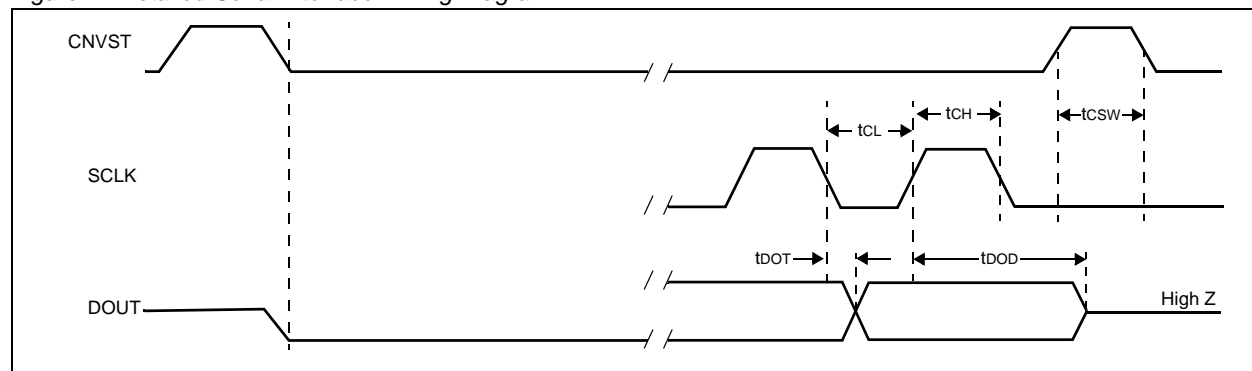 CNVST
tCL
tCH
tCSW
SCLK
tDOT
tDOD
High Z
DOUT